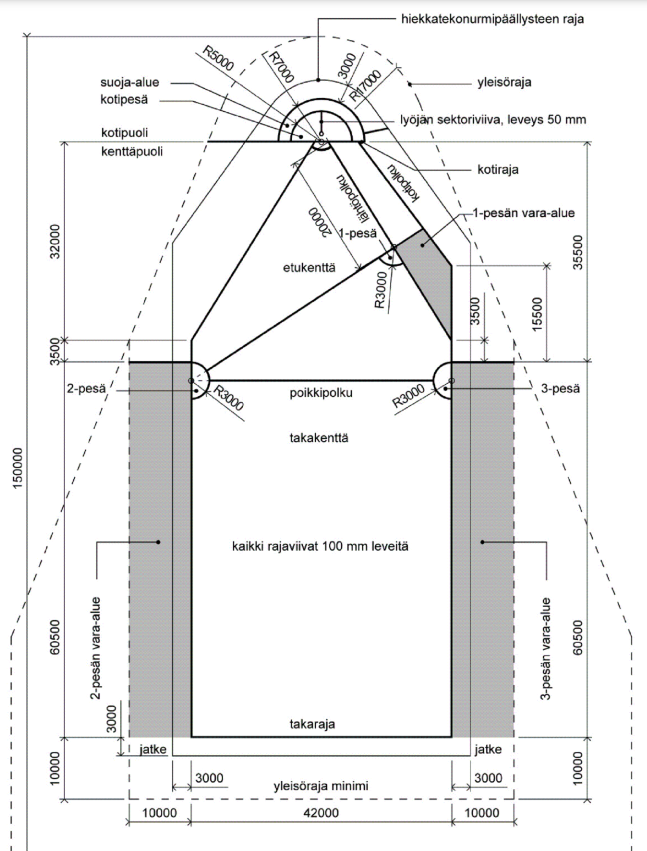 hiekkatekonurmipäällysteen raja
R5000
R7000
3000
R17000
suoja-alue
kotipesä
yleisöraja
lyöjän sektoriviiva, leveys 50 mm
kotipuoli
kenttäpuoli
kotiraja
kotipolku
lähtöpolku
20000
1-pesä
1-pesän vara-alue
32000
35500
etukenttä
R3000
3500
15500
3500
2-pesä
R3000
R3000
3-pesä
poikkipolku
takakenttä
150000
kaikki rajaviivat 100 mm leveitä
2-pesän vara-alue
3-pesän vara-alue
60500
60500
3000
takaraja
jatke
jatke
10000
10000
3000
yleisöraja minimi
3000
10000
42000
10000